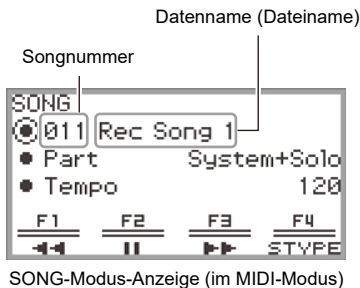 Datenname (Dateiname)
Songnummer
SONG
011 Rec Song 1
Part System+Solo
Tempo 120
F1 F2 F3 F4
STYPE
SONG-Modus-Anzeige (im MIDI-Modus)